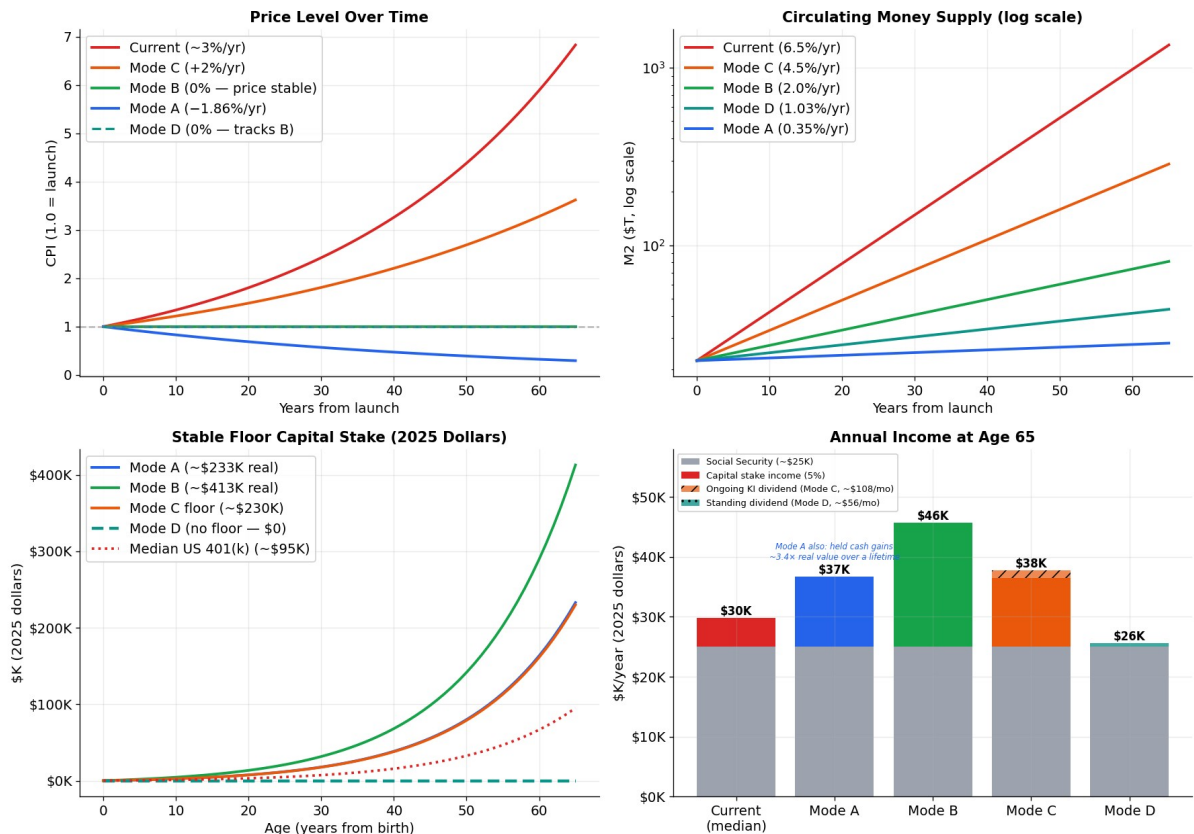 Price Level Over Time
7
6
5
4
3
2
1
0
CPI (1.0 = launch)
Current (~3%/yr)
Mode C (+2%/yr)
Mode B (0% — price stable)
Mode A (−1.86%/yr)
Mode D (0% — tracks B)
0 10 20 30 40 50 60
Years from launch
Circulating Money Supply (log scale)
10³
10²
M2 ($T, log scale)
Current (6.5%/yr)
Mode C (4.5%/yr)
Mode B (2.0%/yr)
Mode D (1.03%/yr)
Mode A (0.35%/yr)
0 10 20 30 40 50 60
Years from launch
Stable Floor Capital Stake (2025 Dollars)
$400K
$300K
$200K
$100K
$0K
$K (2025 dollars)
Mode A (~$233K real)
Mode B (~$413K real)
Mode C floor (~$230K)
Mode D (no floor — $0)
Median US 401(k) (~$95K)
0 10 20 30 40 50 60
Age (years from birth)
Annual Income at Age 65
$50K
$40K
$30K
$20K
$10K
$0K
$K/year (2025 dollars)
Social Security (~$25K)
Capital stake income (5%)
Ongoing KI dividend (Mode C, ~$108/mo)
Standing dividend (Mode D, ~$56/mo)
$46K
Mode A also: held cash gains
~3.4× real value over a lifetime
$37K
$38K
$30K
$26K
Current
(median)
Mode A
Mode B
Mode C
Mode D